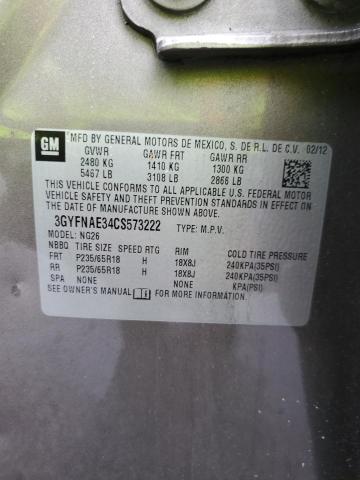 GM
MFD BY GENERAL MOTORS DE MEXICO, S. DE R.L. DE C.V. 02/12
GVWR GAWR FRT GAWR RR
2480 KG 1410 KG 1300 KG
5467 LB 3108 LB 2866 LB
THIS VEHICLE CONFORMS TO ALL APPLICABLE U.S. FEDERAL MOTOR
VEHICLE SAFETY AND THEFT PREVENTION STANDARDS IN EFFECT ON
THE DATE OF MANUFACTURE SHOWN ABOVE.
3GYFNAE34CS573222 TYPE: M.P.V.
MODEL: NG26
NBBQ TIRE SIZE SPEED RTG RIM COLD TIRE PRESSURE
FRT P235/65R18 H 18X8J 240KPA(35PSI)
RR P235/65R18 H 18X8J 240KPA(35PSI)
SPA NONE NONE KPA(PSI)
SEE OWNER'S MANUAL FOR MORE INFORMATION.